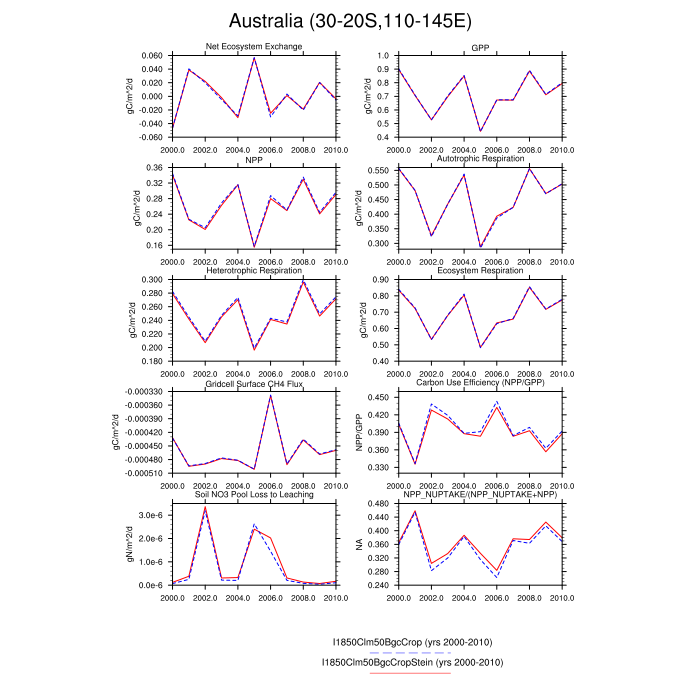 Australia (30-20S,110-145E)
Net Ecosystem Exchange
GPP
gC/m^2/d
0.060
0.040
0.020
0.000
-0.020
-0.040
-0.060
2000.0 2002.0 2004.0 2006.0 2008.0 2010.0
gC/m^2/d
1.0
0.9
0.8
0.7
0.6
0.5
0.4
2000.0 2002.0 2004.0 2006.0 2008.0 2010.0
NPP
Autotrophic Respiration
gC/m^2/d
0.36
0.32
0.28
0.24
0.20
0.16
2000.0 2002.0 2004.0 2006.0 2008.0 2010.0
gC/m^2/d
0.550
0.500
0.450
0.400
0.350
0.300
2000.0 2002.0 2004.0 2006.0 2008.0 2010.0
Heterotrophic Respiration
Ecosystem Respiration
gC/m^2/d
0.300
0.280
0.260
0.240
0.220
0.200
0.180
2000.0 2002.0 2004.0 2006.0 2008.0 2010.0
gC/m^2/d
0.90
0.80
0.70
0.60
0.50
0.40
2000.0 2002.0 2004.0 2006.0 2008.0 2010.0
Gridcell Surface CH4 Flux
Carbon Use Efficiency (NPP/GPP)
gC/m^2/d
-0.000330
-0.000360
-0.000390
-0.000420
-0.000450
-0.000480
-0.000510
2000.0 2002.0 2004.0 2006.0 2008.0 2010.0
NPP/GPP
0.450
0.420
0.390
0.360
0.330
2000.0 2002.0 2004.0 2006.0 2008.0 2010.0
Soil NO3 Pool Loss to Leaching
NPP_NUPTAKE/(NPP_NUPTAKE+NPP)
gN/m^2/d
3.0e-6
2.0e-6
1.0e-6
0.0e-6
2000.0 2002.0 2004.0 2006.0 2008.0 2010.0
NA
0.480
0.440
0.400
0.360
0.320
0.280
0.240
2000.0 2002.0 2004.0 2006.0 2008.0 2010.0
I1850Clm50BgcCrop (yrs 2000-2010)
I1850Clm50BgcCropStein (yrs 2000-2010)